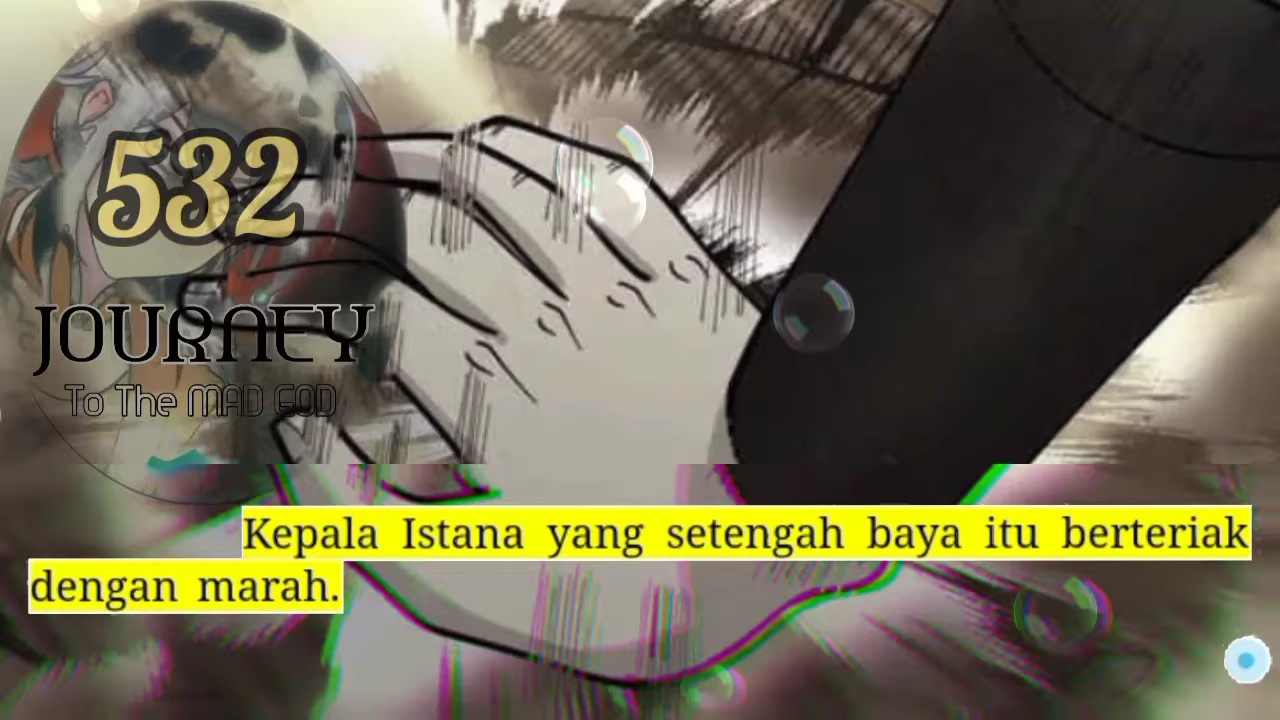 532
JOURNEY
To The MAD GOD
Kepala Istana yang setengah baya itu berteriak
dengan marah.